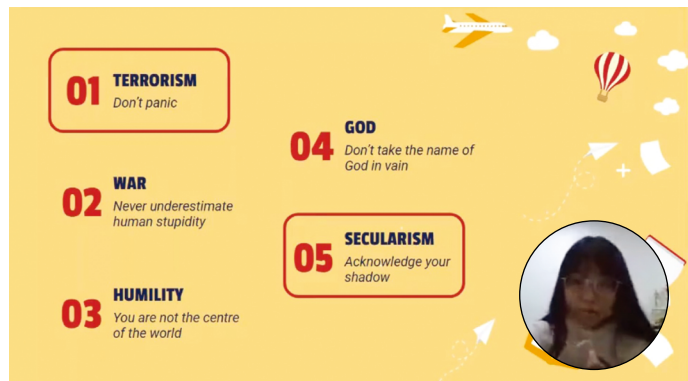 01
TERRORISM
Don't panic
02
WAR
Never underestimate
human stupidity
03
HUMILITY
You are not the centre
of the world
04
GOD
Don't take the name of
God in vain
05
SECULARISM
Acknowledge your
shadow